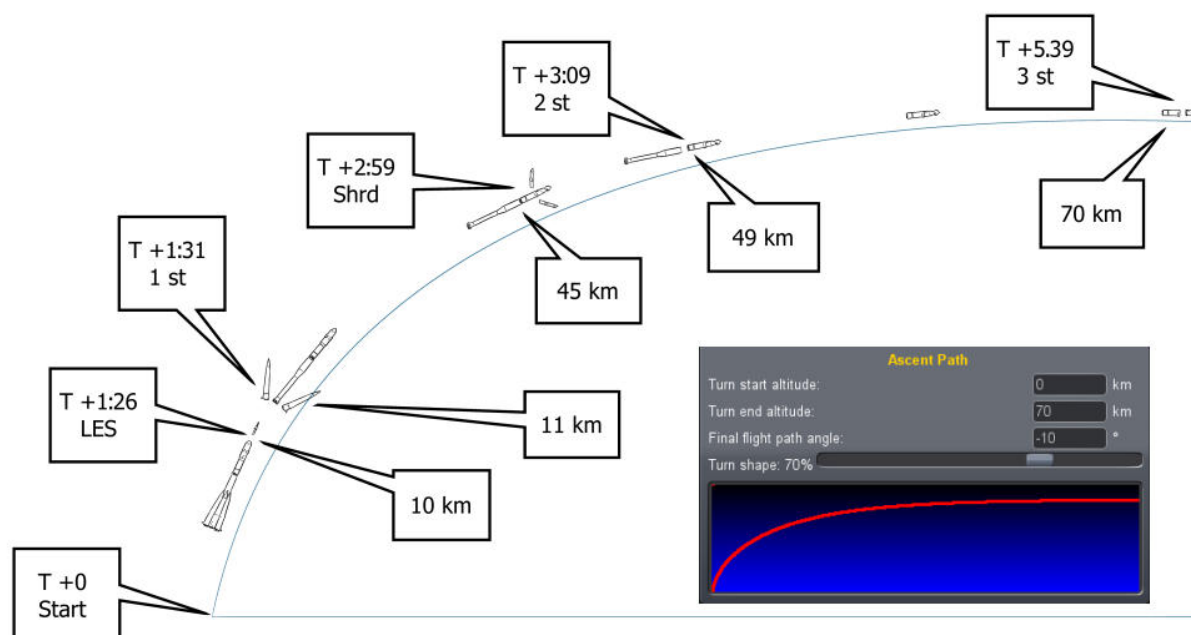 T +5.39
3 st
T +3:09
2 st
T +2:59
Shrd
70 km
49 km
T +1:31
1 st
45 km
T +1:26
LES
11 km
10 km
T +0
Start
Ascent Path
Turn start altitude: 0 km
Turn end altitude: 70 km
Final flight path angle: -10 °
Turn shape: 70%